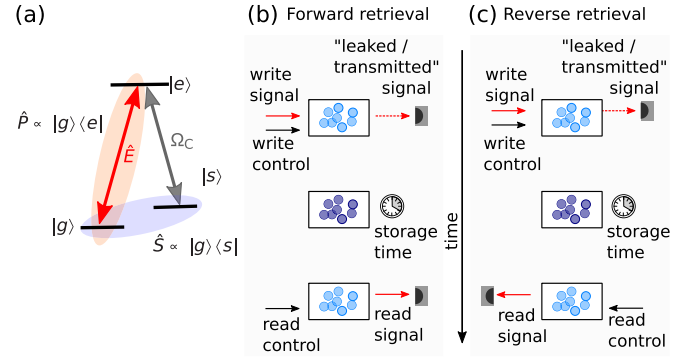 (a)
|e⟩
P̂ ∝ |g⟩⟨e|
Ê
Ω_C
|s⟩
|g⟩
Ŝ ∝ |g⟩⟨s|
(b) Forward retrieval
"leaked /
transmitted"
signal
write
signal
write
control
storage
time
read
control
read
signal
time
(c) Reverse retrieval
"leaked /
transmitted"
signal
write
signal
write
control
storage
time
read
signal
read
control